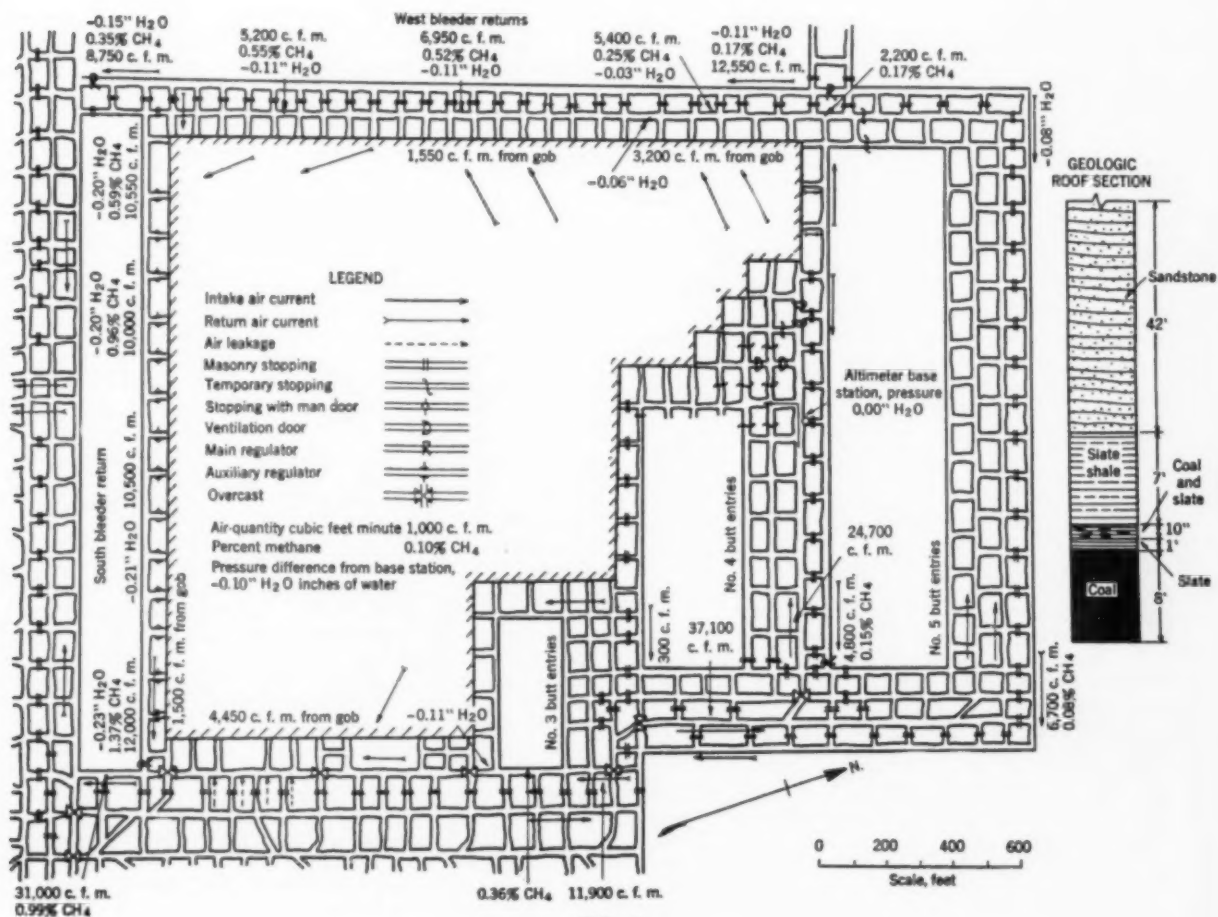 -0.15" H₂O
0.35% CH₄
8,750 c. f. m.
5,200 c. f. m.
0.55% CH₄
-0.11" H₂O
West bleeder returns
6,950 c. f. m.
0.52% CH₄
-0.11" H₂O
5,400 c. f. m.
0.25% CH₄
-0.03" H₂O
-0.11" H₂O
0.17% CH₄
12,550 c. f. m.
2,200 c. f. m.
0.17% CH₄
-0.08"" H₂O
-0.20" H₂O
0.59% CH₄
10,550 c. f. m.
1,550 c. f. m. from gob
3,200 c. f. m. from gob
-0.06" H₂O
-0.20" H₂O
0.96% CH₄
10,000 c. f. m.
LEGEND
Intake air current
Return air current
Air leakage
Masonry stopping
Temporary stopping
Stopping with man door
Ventilation door
Main regulator
Auxiliary regulator
Overcast
Air-quantity cubic feet minute 1,000 c. f. m.
Percent methane 0.10% CH₄
Pressure difference from base station,
-0.10" H₂O inches of water
Altimeter base
station, pressure
0.00" H₂O
South bleeder return
-0.21" H₂O 10,500 c. f. m.
1,500 c. f. m. from gob
-0.23" H₂O
1.37% CH₄
12,000 c. f. m.
4,450 c. f. m. from gob
-0.11" H₂O
No. 3 butt entries
300 c. f. m.
37,100
c. f. m.
No. 4 butt entries
24,700
c. f. m.
4,800 c. f. m.
0.15% CH₄
No. 5 butt entries
6,700 c. f. m.
0.08% CH₄
31,000 c. f. m.
0.99% CH₄
0.36% CH₄
11,900 c. f. m.
N.
0 200 400 600
Scale, feet
GEOLOGIC
ROOF SECTION
Sandstone
42'
Slate
shale
7'
Coal
and
slate
10"
1'
Slate
Coal
8'